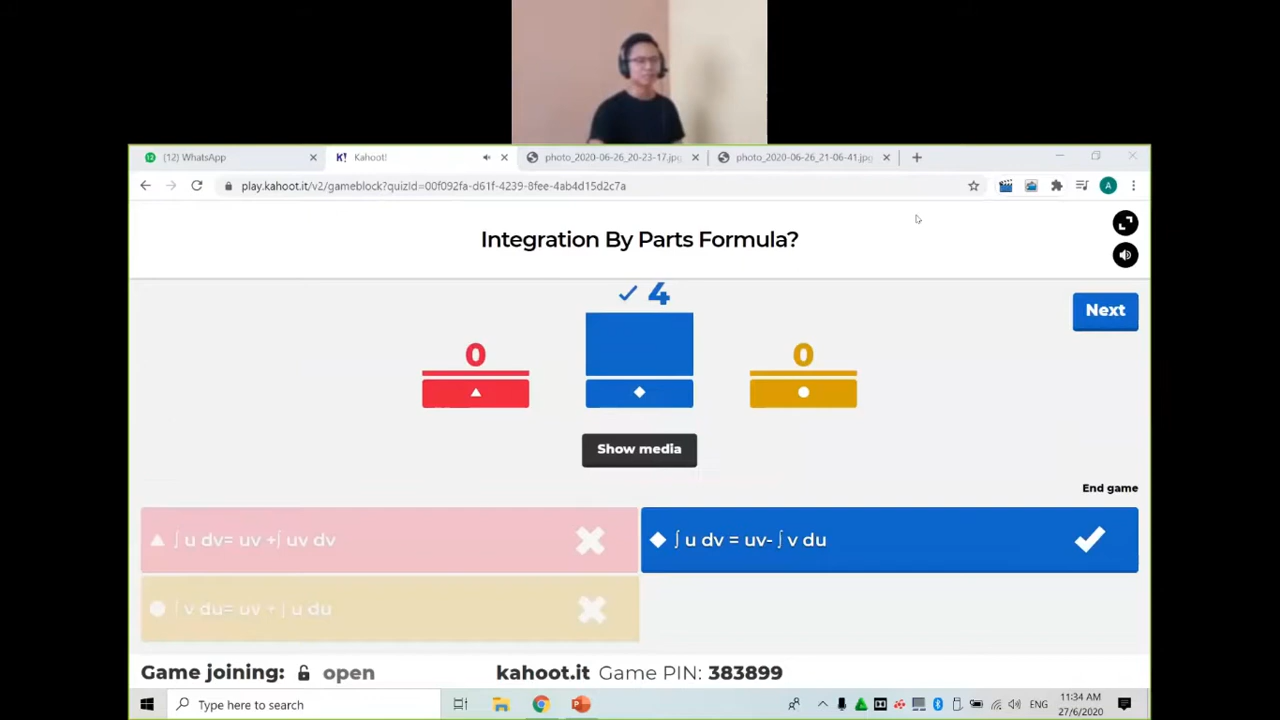 (12) WhatsApp
K! Kahoot!
photo_2020-06-26_20-23-17.jpg
photo_2020-06-26_21-06-41.jpg
play.kahoot.it/v2/gameblock?quizId=00f092fa-d61f-4239-8fee-4ab4d15d2c7a
A
Integration By Parts Formula?
4
Next
0
0
Show media
End game
∫ u dv= uv +∫ uv dv
∫ u dv = uv- ∫ v du
∫ v du= uv + ∫ u du
Game joining: open
kahoot.it Game PIN: 383899
Type here to search
ENG
11:34 AM
27/6/2020